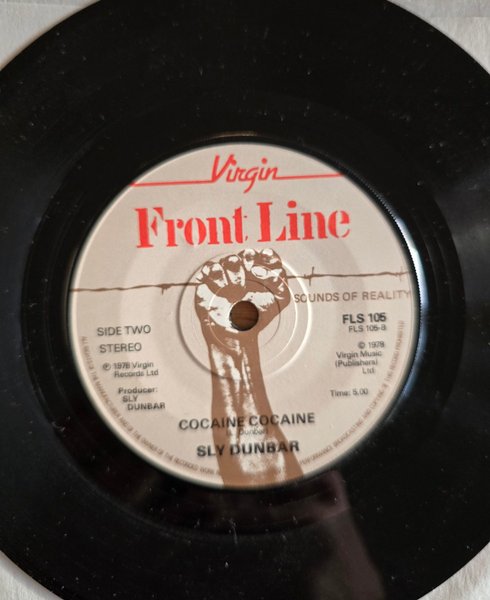 Virgin
Front Line
SOUNDS OF REALITY
SIDE TWO
STEREO
FLS 105
FLS 105-B
℗ 1978 Virgin
Records Ltd
© 1978
Virgin Music
(Publishers)
Ltd.
Producer:
SLY
DUNBAR
Time: 5.00
COCAINE COCAINE
Dunbar
SLY DUNBAR